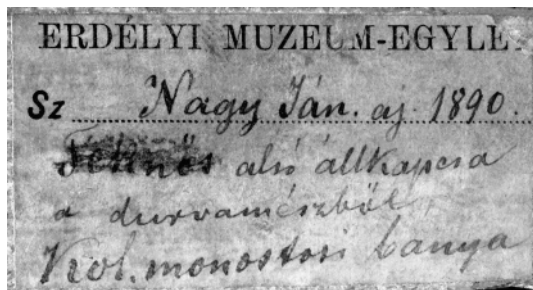 ERDÉLYI MUZEUM-EGYLE
Sz Nagy Ján. aj. 1890.
alsó állkapcsa
a durvamészből
Kol. monostori bánya